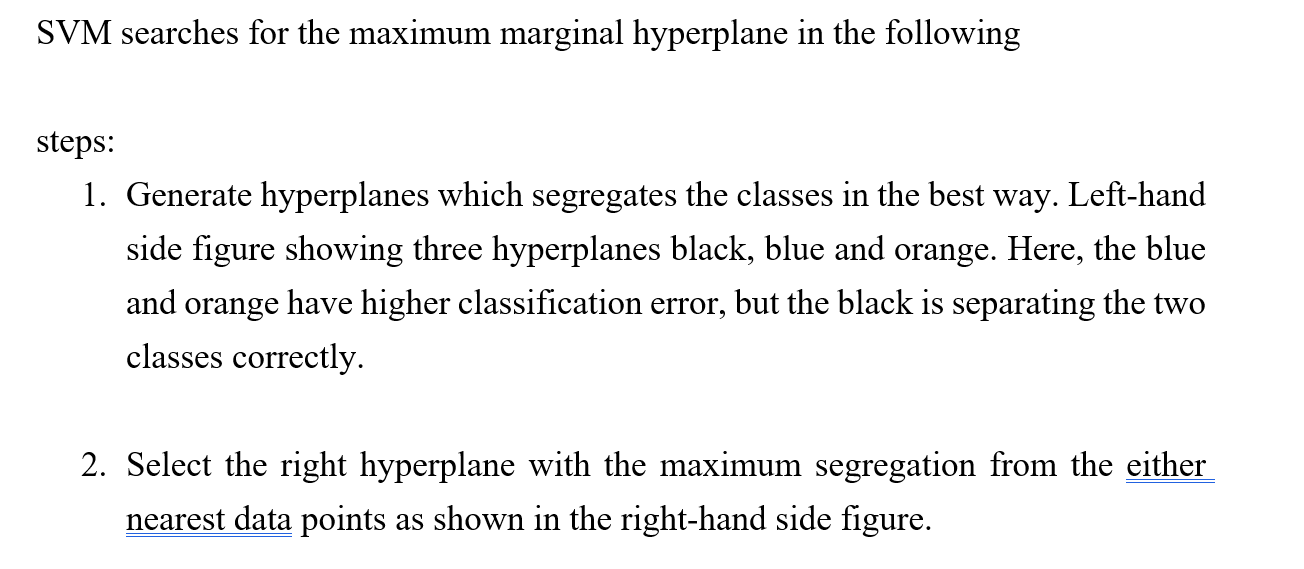 SVM searches for the maximum marginal hyperplane in the following
steps:
1. Generate hyperplanes which segregates the classes in the best way. Left-hand
side figure showing three hyperplanes black, blue and orange. Here, the blue
and orange have higher classification error, but the black is separating the two
classes correctly.
2. Select the right hyperplane with the maximum segregation from the either
nearest data points as shown in the right-hand side figure.